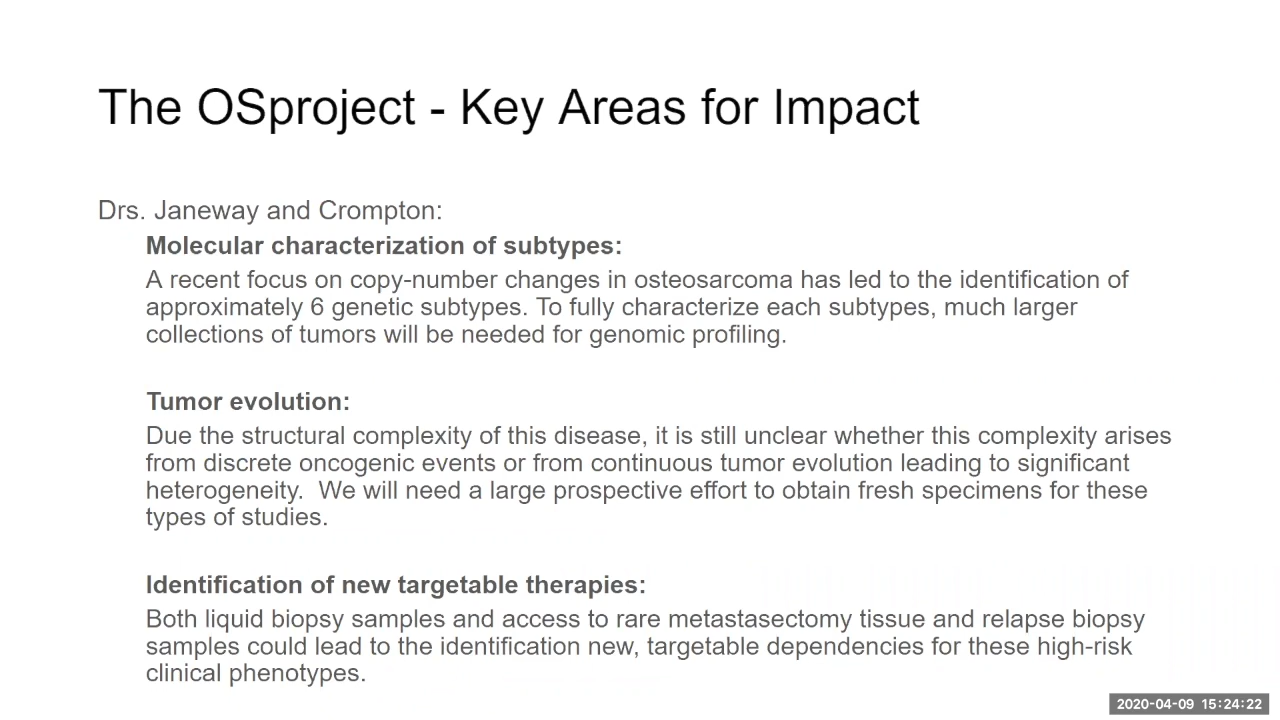 The OSproject - Key Areas for Impact
Drs. Janeway and Crompton:
Molecular characterization of subtypes:
A recent focus on copy-number changes in osteosarcoma has led to the identification of
approximately 6 genetic subtypes. To fully characterize each subtypes, much larger
collections of tumors will be needed for genomic profiling.
Tumor evolution:
Due the structural complexity of this disease, it is still unclear whether this complexity arises
from discrete oncogenic events or from continuous tumor evolution leading to significant
heterogeneity.  We will need a large prospective effort to obtain fresh specimens for these
types of studies.
Identification of new targetable therapies:
Both liquid biopsy samples and access to rare metastasectomy tissue and relapse biopsy
samples could lead to the identification new, targetable dependencies for these high-risk
clinical phenotypes.
2020-04-09 15:24:22